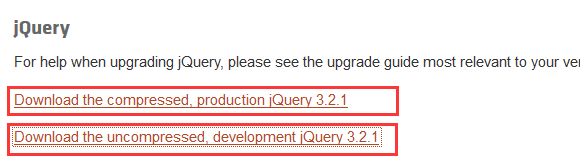 jQuery
For help when upgrading jQuery, please see the upgrade guide most relevant to your
Download the compressed, production jQuery 3.2.1
Download the uncompressed, development jQuery 3.2.1